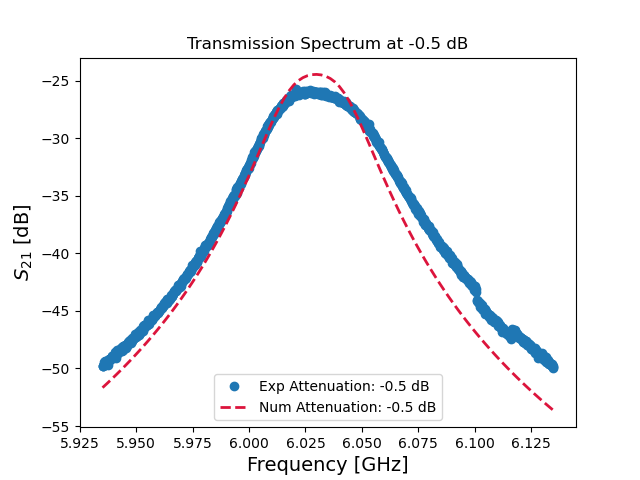 Transmission Spectrum at -0.5 dB
S₂₁ [dB]
−25
−30
−35
−40
−45
−50
−55
Exp Attenuation: -0.5 dB
Num Attenuation: -0.5 dB
5.925 5.950 5.975 6.000 6.025 6.050 6.075 6.100 6.125
Frequency [GHz]